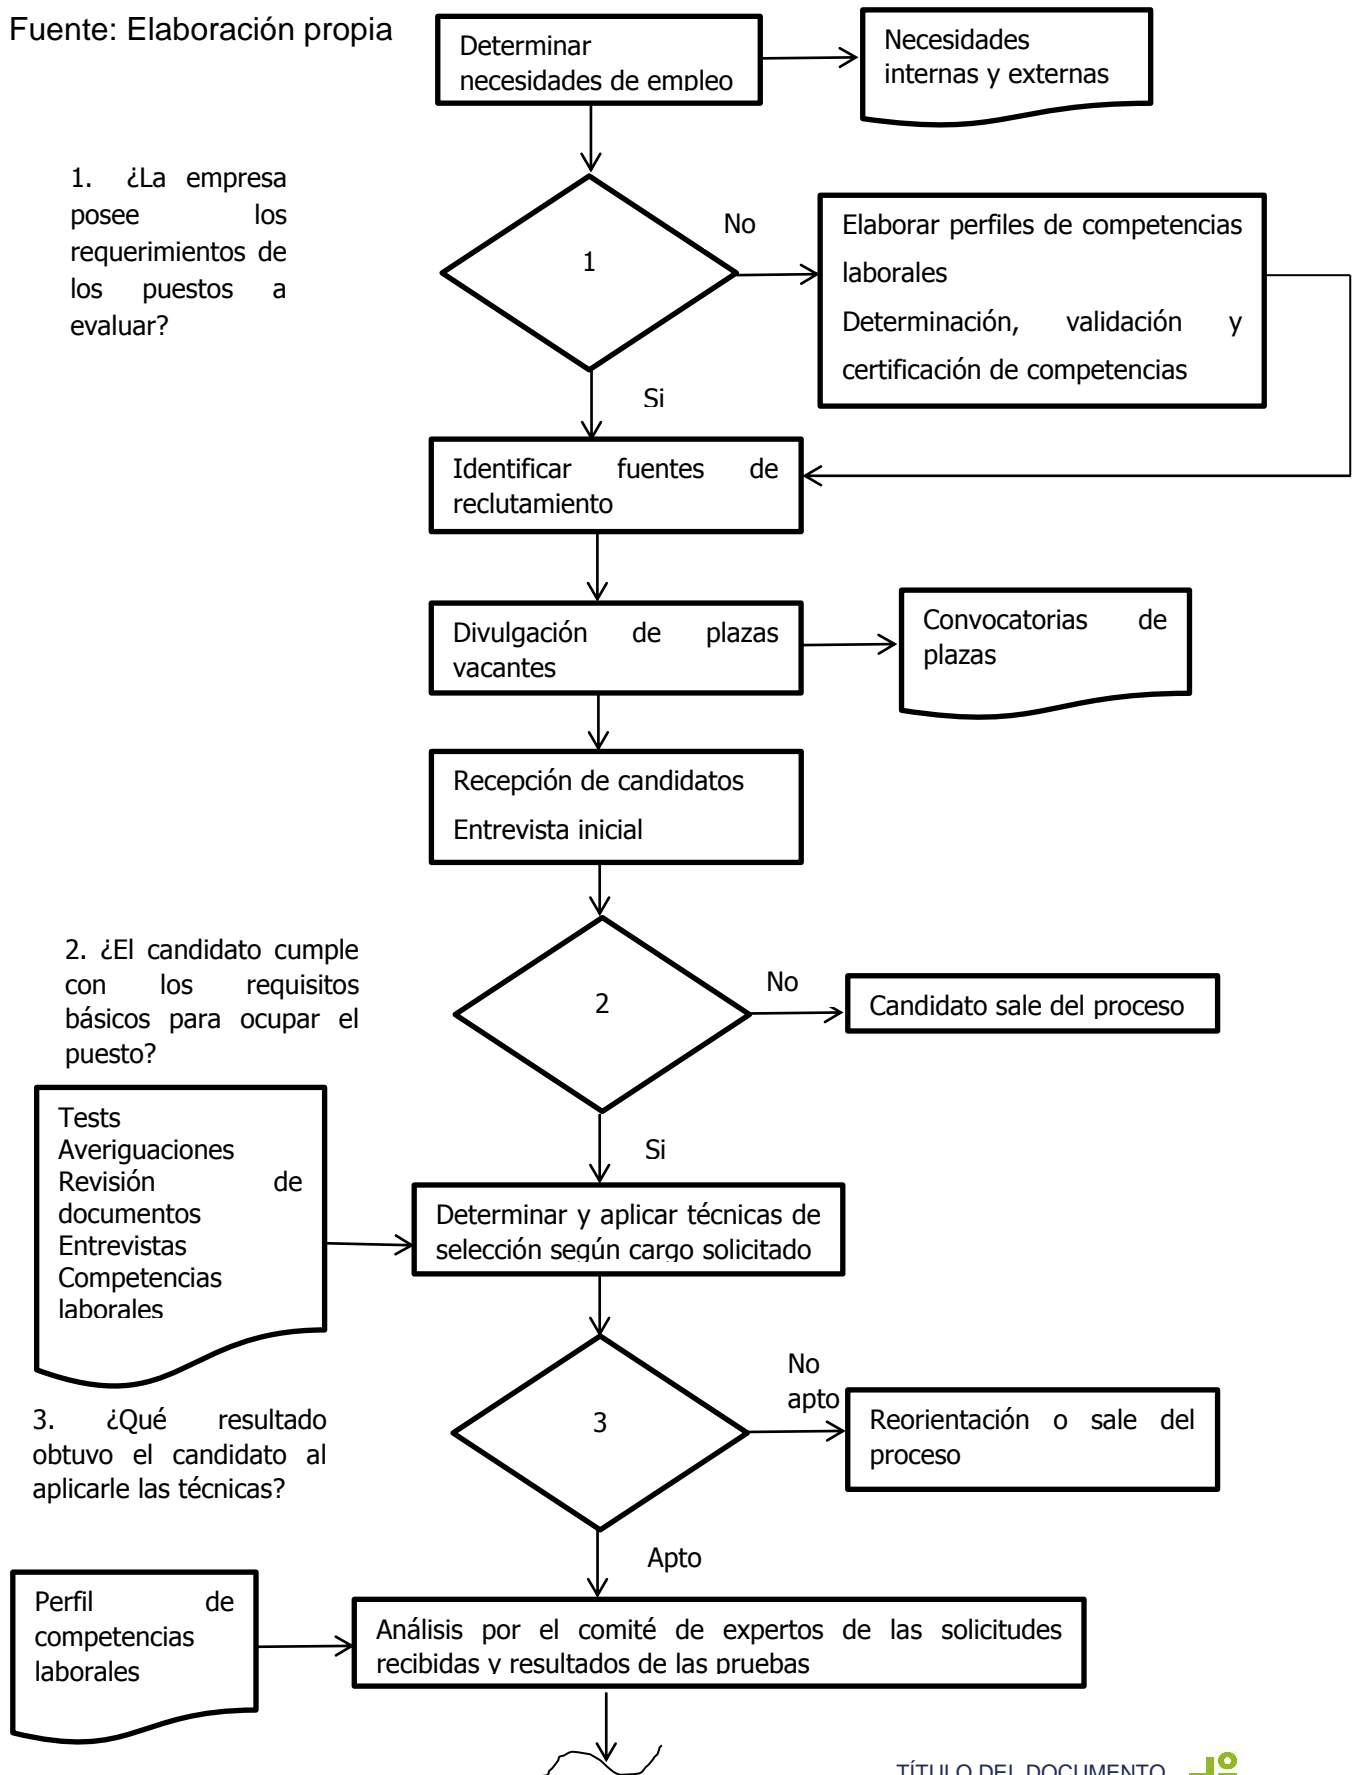 Fuente: Elaboración propia
Determinar
necesidades de empleo
Necesidades
internas y externas
1. ¿La empresa
posee los
requerimientos de
los puestos a
evaluar?
1
No
Elaborar perfiles de competencias
laborales
Determinación, validación y
certificación de competencias
Si
Identificar fuentes de
reclutamiento
Divulgación de plazas
vacantes
Convocatorias de
plazas
Recepción de candidatos
Entrevista inicial
2. ¿El candidato cumple
con los requisitos
básicos para ocupar el
puesto?
2
No
Candidato sale del proceso
Tests
Averiguaciones
Revisión de
documentos
Entrevistas
Competencias
laborales
Si
Determinar y aplicar técnicas de
selección según cargo solicitado
3. ¿Qué resultado
obtuvo el candidato al
aplicarle las técnicas?
3
No
apto
Reorientación o sale del
proceso
Apto
Perfil de
competencias
laborales
Análisis por el comité de expertos de las solicitudes
recibidas y resultados de las pruebas
TÍTULO DEL DOCUMENTO